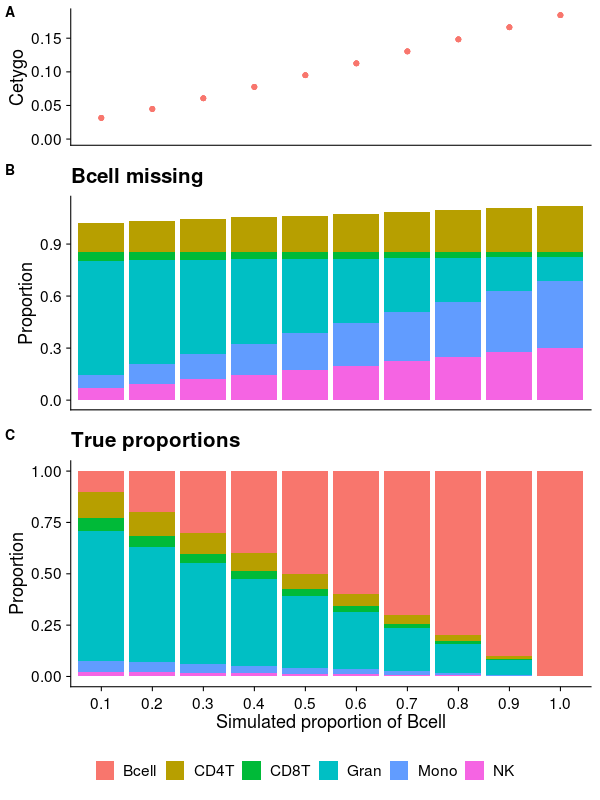 A
Cetygo
0.15
0.10
0.05
0.00
B
Bcell missing
Proportion
0.9
0.6
0.3
0.0
C
True proportions
Proportion
1.00
0.75
0.50
0.25
0.00
0.1 0.2 0.3 0.4 0.5 0.6 0.7 0.8 0.9 1.0
Simulated proportion of Bcell
Bcell CD4T CD8T Gran Mono NK